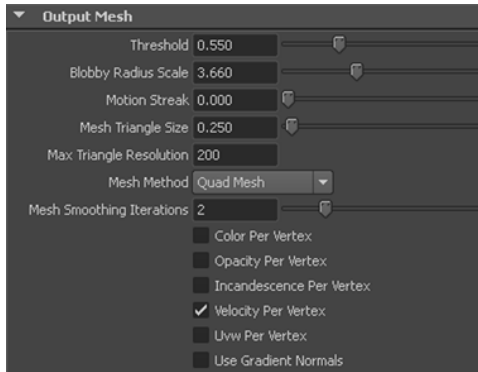 Output Mesh
Threshold 0.550
Blobby Radius Scale 3.660
Motion Streak 0.000
Mesh Triangle Size 0.250
Max Triangle Resolution 200
Mesh Method Quad Mesh
Mesh Smoothing Iterations 2
Color Per Vertex
Opacity Per Vertex
Incandescence Per Vertex
Velocity Per Vertex
Uvw Per Vertex
Use Gradient Normals